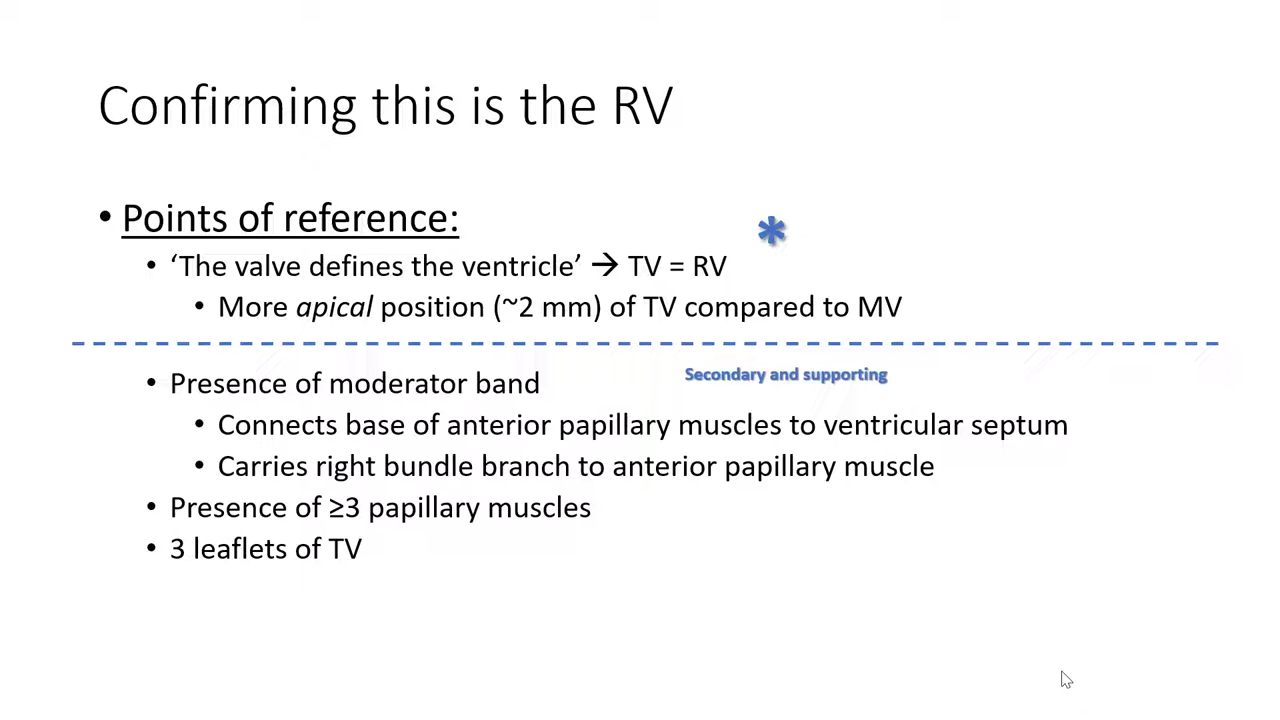 Confirming this is the RV
• Points of reference:
*
• ‘The valve defines the ventricle’ → TV = RV
• More apical position (~2 mm) of TV compared to MV
• Presence of moderator band
Secondary and supporting
• Connects base of anterior papillary muscles to ventricular septum
• Carries right bundle branch to anterior papillary muscle
• Presence of ≥3 papillary muscles
• 3 leaflets of TV